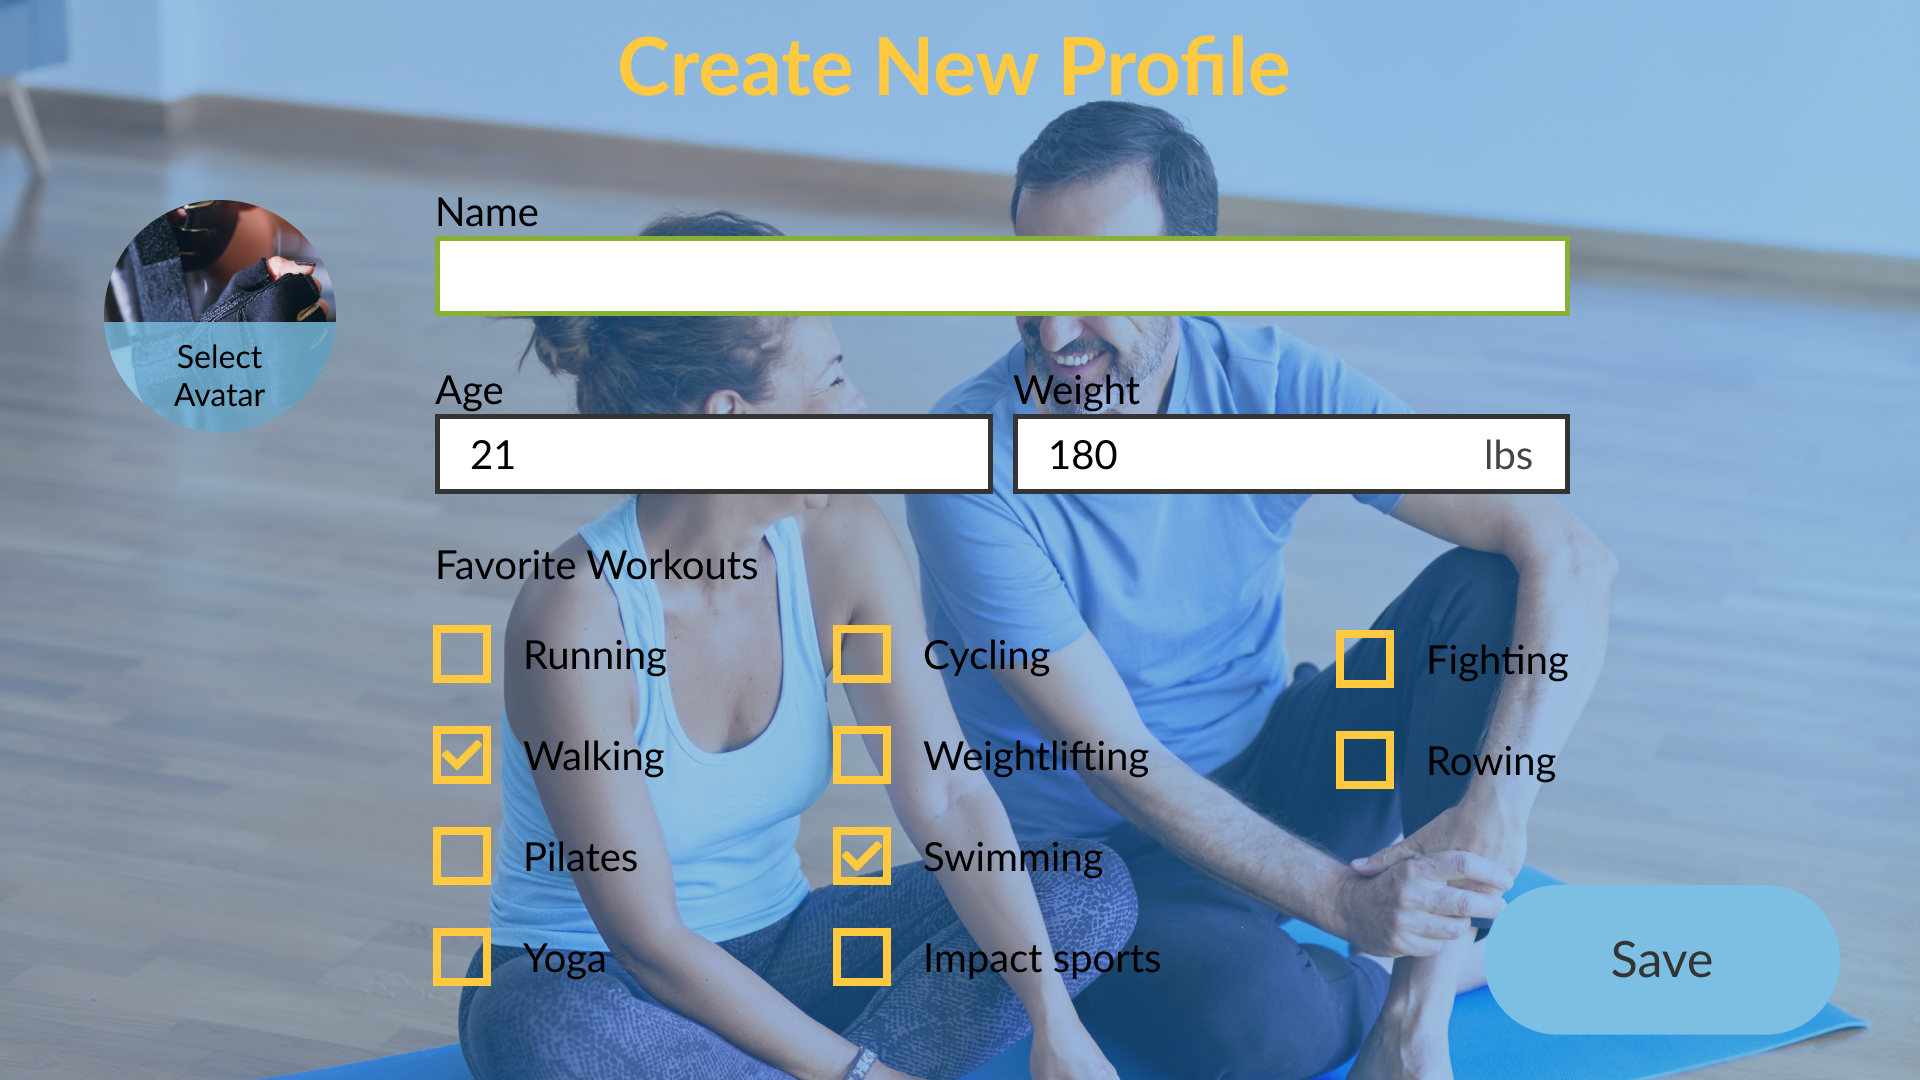 Create New Profile
Name
Select
Avatar
Age
Weight
21
180
lbs
Favorite Workouts
Running
Cycling
Fighting
Walking
Weightlifting
Rowing
Pilates
Swimming
Yoga
Impact sports
Save